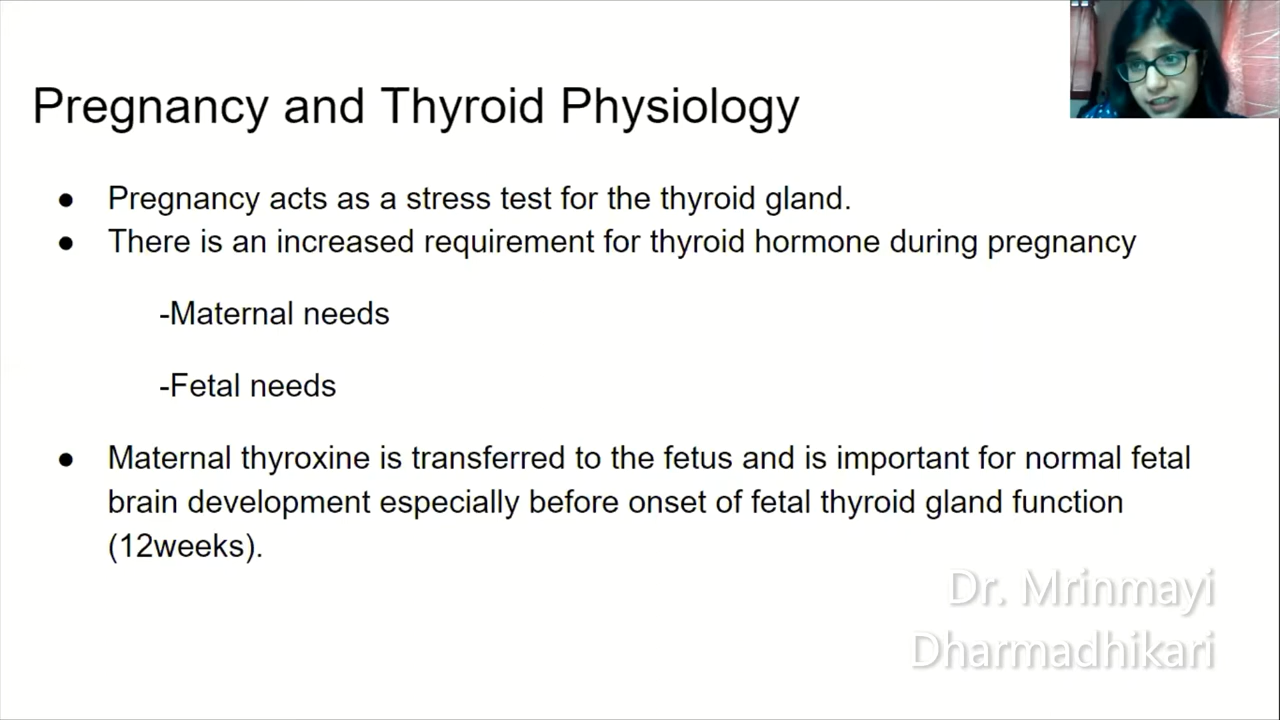 Pregnancy and Thyroid Physiology
● Pregnancy acts as a stress test for the thyroid gland.
● There is an increased requirement for thyroid hormone during pregnancy
-Maternal needs
-Fetal needs
● Maternal thyroxine is transferred to the fetus and is important for normal fetal
brain development especially before onset of fetal thyroid gland function
(12weeks).
Dr. Mrinmayi
Dharmadhikari